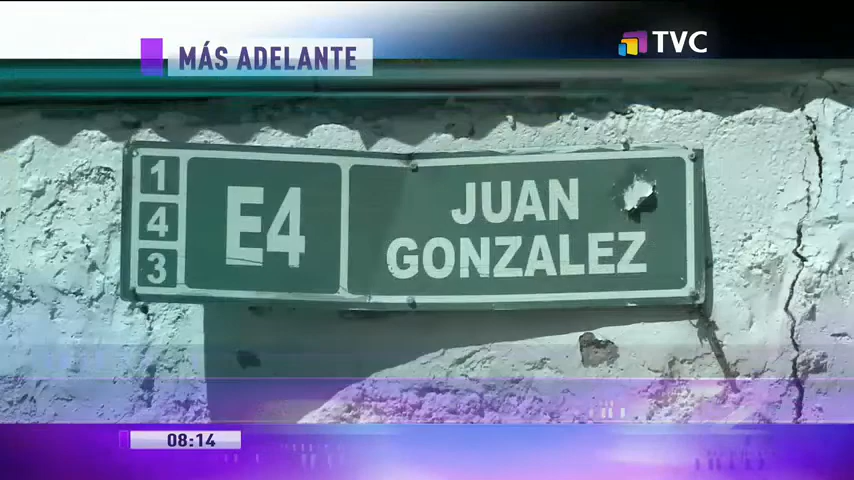 MÁS ADELANTE
TVC
1
4
3
E4
JUAN
GONZALEZ
08:14